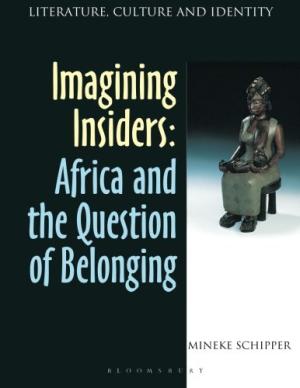 LITERATURE, CULTURE AND IDENTITY
Imagining
Insiders:
Africa and
the Question
of Belonging
MINEKE SCHIPPER
BLOOMSBURY